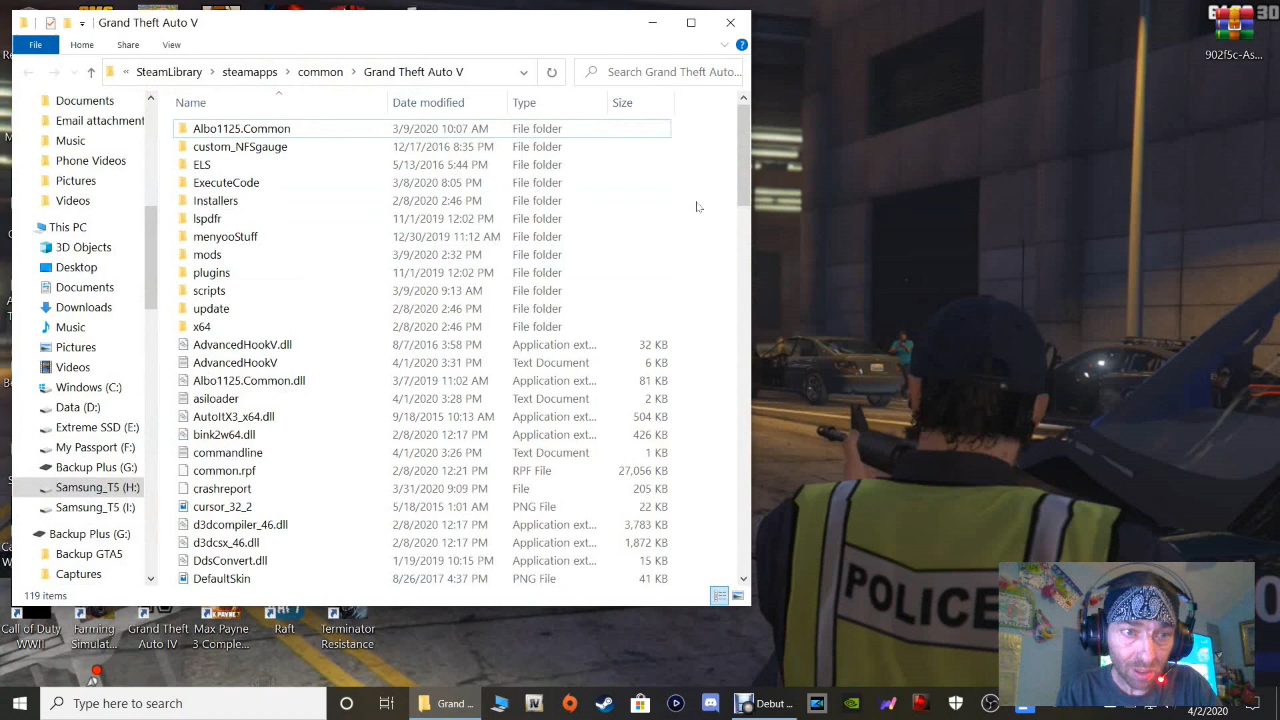 Grand Theft Auto V
File Home Share View
« SteamLibrary > steamapps > common > Grand Theft Auto V
Search Grand Theft Auto...
902f5c-As...
Documents
Email attachment
Music
Phone Videos
Pictures
Videos
This PC
3D Objects
Desktop
Documents
Downloads
Music
Pictures
Videos
Windows (C:)
Data (D:)
Extreme SSD (E:)
My Passport (F:)
Backup Plus (G:)
Samsung_T5 (H:)
Samsung_T5 (I:)
Backup Plus (G:)
Backup GTA5
Captures
Name Date modified Type Size
Albo1125.Common 3/9/2020 10:07 AM File folder
custom_NFSgauge 12/17/2016 8:35 PM File folder
ELS 5/13/2016 5:44 PM File folder
ExecuteCode 3/8/2020 8:05 PM File folder
Installers 2/8/2020 2:46 PM File folder
lspdfr 11/1/2019 12:02 PM File folder
menyooStuff 12/30/2019 11:12 AM File folder
mods 3/9/2020 2:32 PM File folder
plugins 11/1/2019 12:02 PM File folder
scripts 3/9/2020 9:13 AM File folder
update 2/8/2020 2:46 PM File folder
x64 2/8/2020 2:46 PM File folder
AdvancedHookV.dll 8/7/2016 3:58 PM Application ext... 32 KB
AdvancedHookV 4/1/2020 3:31 PM Text Document 6 KB
Albo1125.Common.dll 3/7/2019 11:02 AM Application ext... 81 KB
asiloader 4/1/2020 3:28 PM Text Document 2 KB
AutoItX3_x64.dll 9/18/2015 10:13 AM Application ext... 504 KB
bink2w64.dll 2/8/2020 12:17 PM Application ext... 426 KB
commandline 4/1/2020 3:26 PM Text Document 1 KB
common.rpf 2/8/2020 12:21 PM RPF File 27,056 KB
crashreport 3/31/2020 9:09 PM File 205 KB
cursor_32_2 5/18/2015 1:01 AM PNG File 22 KB
d3dcompiler_46.dll 2/8/2020 12:17 PM Application ext... 3,783 KB
d3dcsx_46.dll 2/8/2020 12:17 PM Application ext... 1,872 KB
DdsConvert.dll 1/19/2019 10:15 PM Application ext... 15 KB
DefaultSkin 8/26/2017 4:37 PM PNG File 41 KB
119 items
POLICE
Call of Duty WWII
Farming Simulat...
Grand Theft Auto IV
Max Payne 3 Comple...
Raft
Terminator Resistance
Type here to search
Grand ...
Debut ...
4/2/2020